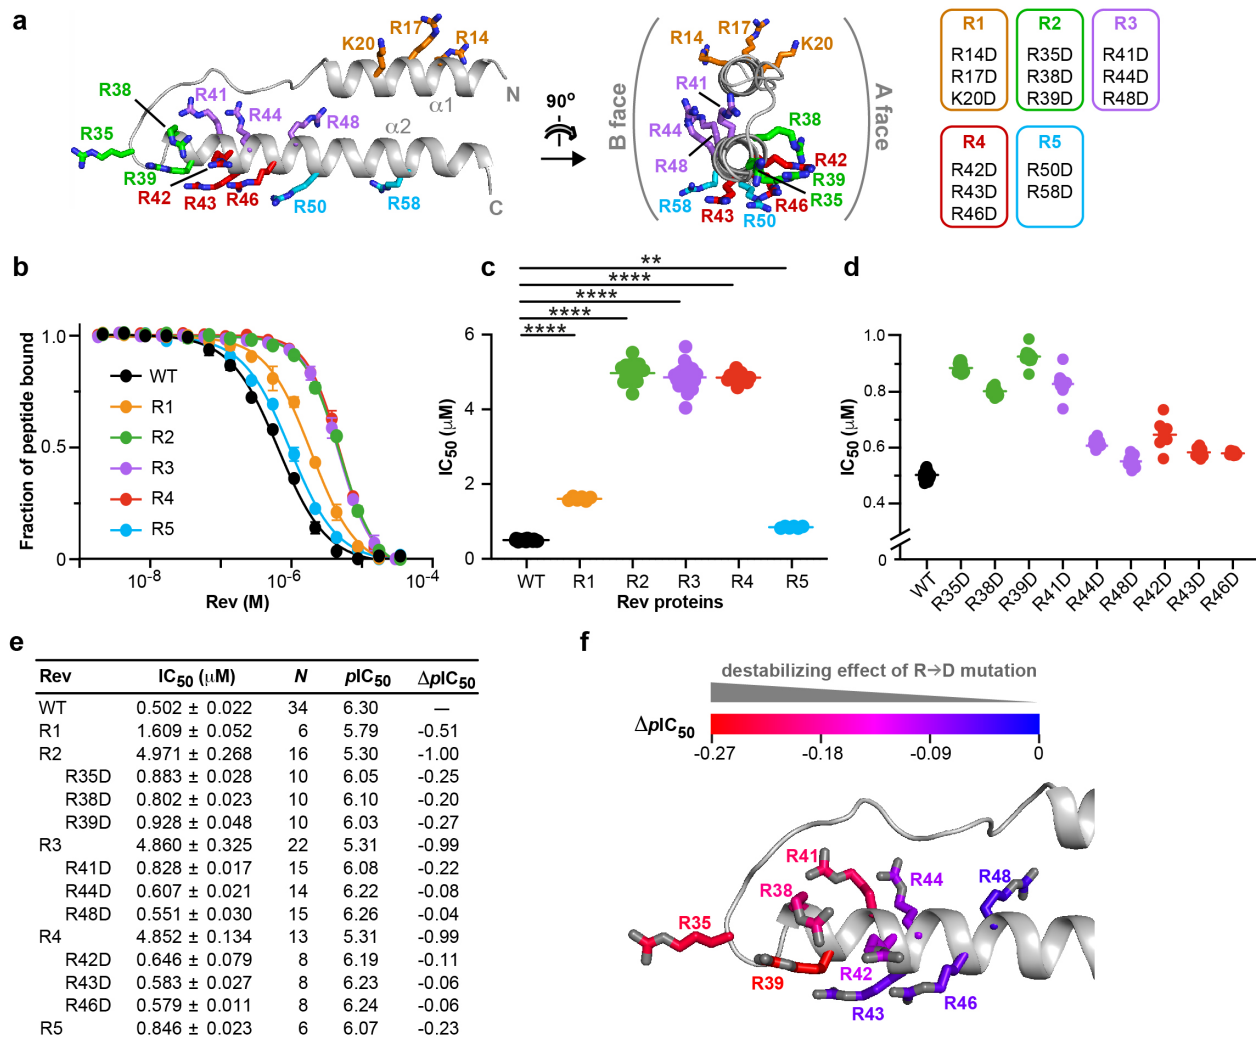 a
K20
R17
R14
N
α1
R38
R41
R44
R48
α2
R35
R39
R42
R43
R46
R50
R58
C
90°
B face
R14
R17
K20
R41
R44
R48
R38
R42
R39
R35
R58
R43
R50
R46
A face
R1
R14D
R17D
K20D
R2
R35D
R38D
R39D
R3
R41D
R44D
R48D
R4
R42D
R43D
R46D
R5
R50D
R58D
b
Fraction of peptide bound
1.0
0.5
0
WT
R1
R2
R3
R4
R5
10-8
10-6
10-4
Rev (M)
c
**
****
****
****
****
IC50 (μM)
6
4
2
0
WT R1 R2 R3 R4 R5
Rev proteins
d
IC50 (μM)
1.0
0.8
0.6
0.4
0
WT R35D R38D R39D R41D R44D R48D R42D R43D R46D
e
Rev IC50 (μM) N pIC50 ΔpIC50
WT 0.502 ± 0.022 34 6.30 —
R1 1.609 ± 0.052 6 5.79 -0.51
R2 4.971 ± 0.268 16 5.30 -1.00
R35D 0.883 ± 0.028 10 6.05 -0.25
R38D 0.802 ± 0.023 10 6.10 -0.20
R39D 0.928 ± 0.048 10 6.03 -0.27
R3 4.860 ± 0.325 22 5.31 -0.99
R41D 0.828 ± 0.017 15 6.08 -0.22
R44D 0.607 ± 0.021 14 6.22 -0.08
R48D 0.551 ± 0.030 15 6.26 -0.04
R4 4.852 ± 0.134 13 5.31 -0.99
R42D 0.646 ± 0.079 8 6.19 -0.11
R43D 0.583 ± 0.027 8 6.23 -0.06
R46D 0.579 ± 0.011 8 6.24 -0.06
R5 0.846 ± 0.023 6 6.07 -0.23
f
destabilizing effect of R→D mutation
ΔpIC50
-0.27 -0.18 -0.09 0
R41
R44
R48
R38
R35
R39
R42
R43
R46